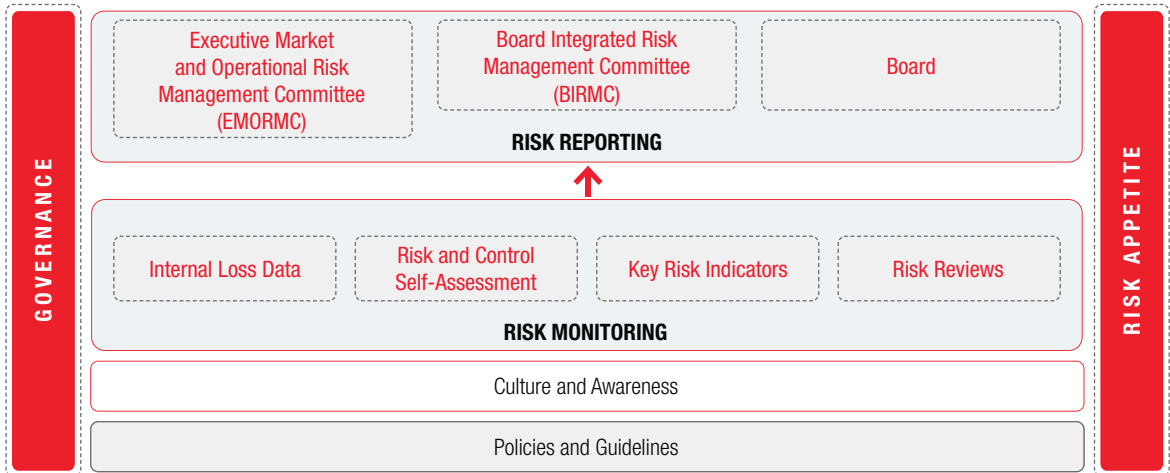 GOVERNANCE
Executive Market
and Operational Risk
Management Committee
(EMORMC)
Board Integrated Risk
Management Committee
(BIRMC)
Board
RISK REPORTING
Internal Loss Data
Risk and Control
Self-Assessment
Key Risk Indicators
Risk Reviews
RISK MONITORING
Culture and Awareness
Policies and Guidelines
RISK APPETITE